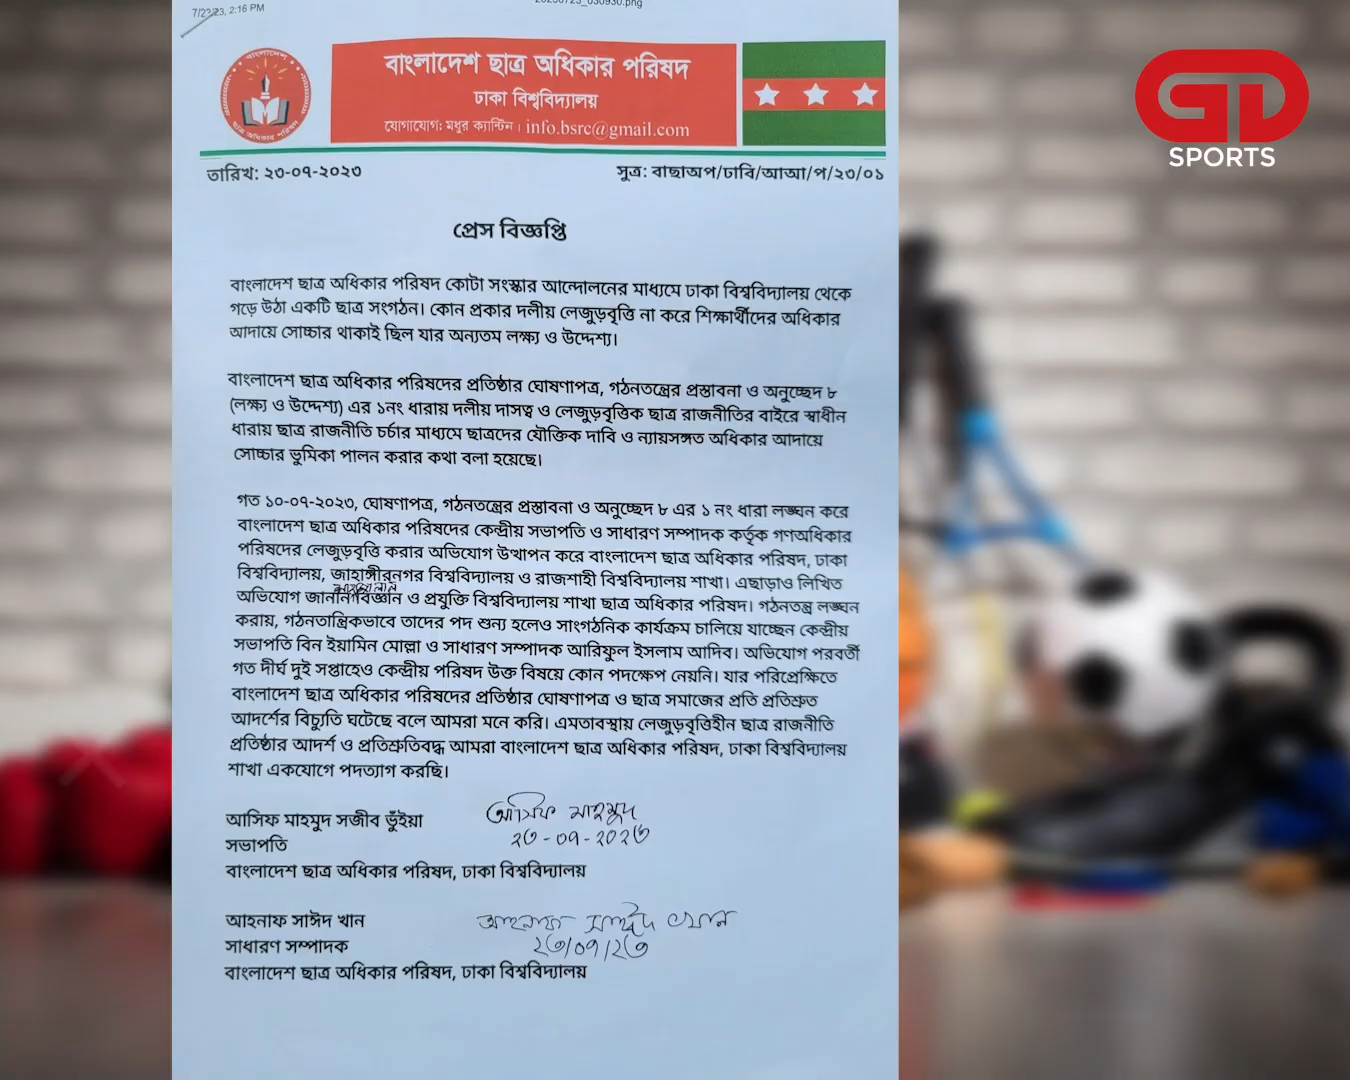 7/23/23, 2:16 PM
20230723_030930.png
বাংলাদেশ ছাত্র অধিকার পরিষদ
ঢাকা বিশ্ববিদ্যালয়
যোগাযোগ: মধুর ক্যান্টিন । info.bsrc@gmail.com
তারিখ: ২৩-০৭-২০২৩
সুত্র: বাছাঅপ/ঢাবি/আআ/প/২৩/০১
GD
SPORTS
প্রেস বিজ্ঞপ্তি
বাংলাদেশ ছাত্র অধিকার পরিষদ কোটা সংস্কার আন্দোলনের মাধ্যমে ঢাকা বিশ্ববিদ্যালয় থেকে
গড়ে উঠা একটি ছাত্র সংগঠন। কোন প্রকার দলীয় লেজুড়বৃত্তি না করে শিক্ষার্থীদের অধিকার
আদায়ে সোচ্চার থাকাই ছিল যার অন্যতম লক্ষ্য ও উদ্দেশ্য।
বাংলাদেশ ছাত্র অধিকার পরিষদের প্রতিষ্ঠার ঘোষণাপত্র, গঠনতন্ত্রের প্রস্তাবনা ও অনুচ্ছেদ ৮
(লক্ষ্য ও উদ্দেশ্য) এর ১নং ধারায় দলীয় দাসত্ব ও লেজুড়বৃত্তিক ছাত্র রাজনীতির বাইরে স্বাধীন
ধারায় ছাত্র রাজনীতি চর্চার মাধ্যমে ছাত্রদের যৌক্তিক দাবি ও ন্যায়সঙ্গত অধিকার আদায়ে
সোচ্চার ভুমিকা পালন করার কথা বলা হয়েছে।
গত ১০-০৭-২০২৩, ঘোষণাপত্র, গঠনতন্ত্রের প্রস্তাবনা ও অনুচ্ছেদ ৮ এর ১ নং ধারা লঙ্ঘন করে
বাংলাদেশ ছাত্র অধিকার পরিষদের কেন্দ্রীয় সভাপতি ও সাধারণ সম্পাদক কর্তৃক গণঅধিকার
পরিষদের লেজুড়বৃত্তি করার অভিযোগ উত্থাপন করে বাংলাদেশ ছাত্র অধিকার পরিষদ, ঢাকা
বিশ্ববিদ্যালয়, জাহাঙ্গীরনগর বিশ্ববিদ্যালয় ও রাজশাহী বিশ্ববিদ্যালয় শাখা। এছাড়াও লিখিত
অভিযোগ জানান বিজ্ঞান ও প্রযুক্তি বিশ্ববিদ্যালয় শাখা ছাত্র অধিকার পরিষদ। গঠনতন্ত্র লঙ্ঘন
করায়, গঠনতান্ত্রিকভাবে তাদের পদ শুন্য হলেও সাংগঠনিক কার্যক্রম চালিয়ে যাচ্ছেন কেন্দ্রীয়
সভাপতি বিন ইয়ামিন মোল্লা ও সাধারণ সম্পাদক আরিফুল ইসলাম আদিব। অভিযোগ পরবর্তী
গত দীর্ঘ দুই সপ্তাহেও কেন্দ্রীয় পরিষদ উক্ত বিষয়ে কোন পদক্ষেপ নেয়নি। যার পরিপ্রেক্ষিতে
বাংলাদেশ ছাত্র অধিকার পরিষদের প্রতিষ্ঠার ঘোষণাপত্র ও ছাত্র সমাজের প্রতি প্রতিশ্রুত
আদর্শের বিচ্যুতি ঘটেছে বলে আমরা মনে করি। এমতাবস্থায় লেজুড়বৃত্তিহীন ছাত্র রাজনীতি
প্রতিষ্ঠার আদর্শ ও প্রতিশ্রুতিবদ্ধ আমরা বাংলাদেশ ছাত্র অধিকার পরিষদ, ঢাকা বিশ্ববিদ্যালয়
শাখা একযোগে পদত্যাগ করছি।
আসিফ মাহমুদ সজীব ভুঁইয়া
আসিফ মাহমুদ
২৩-০৭-২০২৩
সভাপতি
বাংলাদেশ ছাত্র অধিকার পরিষদ, ঢাকা বিশ্ববিদ্যালয়
আহনাফ সাঈদ খান
আহনাফ সাঈদ খান
২৩/০৭/২৩
সাধারণ সম্পাদক
বাংলাদেশ ছাত্র অধিকার পরিষদ, ঢাকা বিশ্ববিদ্যালয়